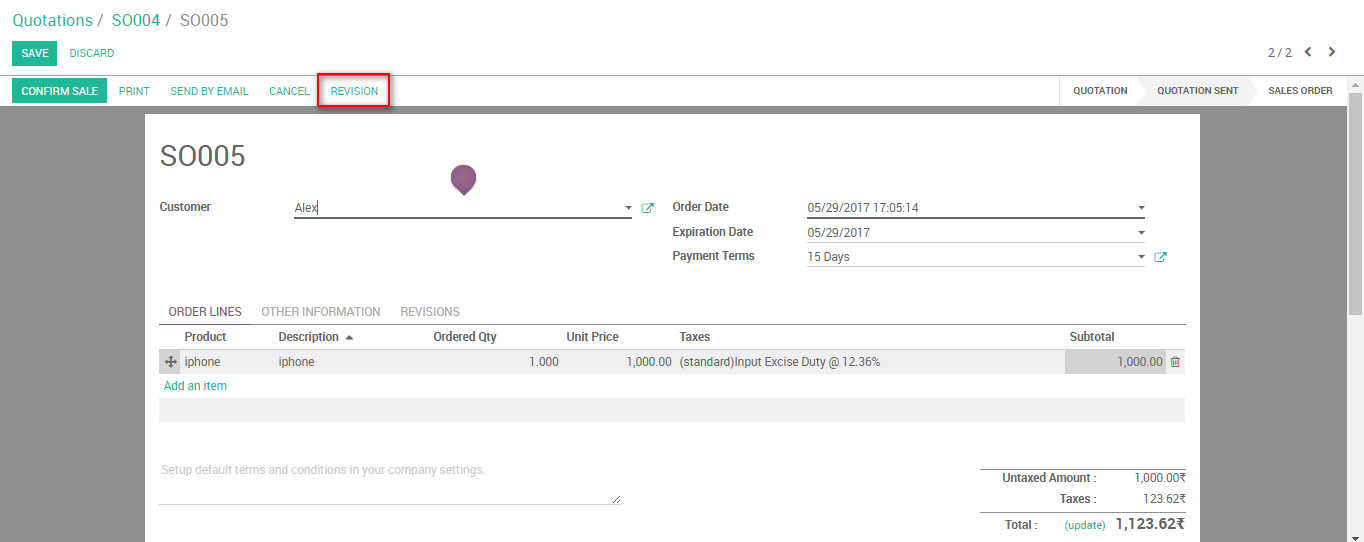 Quotations / SO004 / SO005
SAVE DISCARD 2 / 2
CONFIRM SALE PRINT SEND BY EMAIL CANCEL REVISION QUOTATION QUOTATION SENT SALES ORDER
SO005
Customer Alex Order Date 05/29/2017 17:05:14
Expiration Date 05/29/2017
Payment Terms 15 Days
ORDER LINES OTHER INFORMATION REVISIONS
Product Description Ordered Qty Unit Price Taxes Subtotal
iphone iphone 1.000 1,000.00 (standard)Input Excise Duty @ 12.36% 1,000.00
Add an item
Setup default terms and conditions in your company settings.
Untaxed Amount : 1,000.00₹
Taxes : 123.62₹
Total : (update) 1,123.62₹